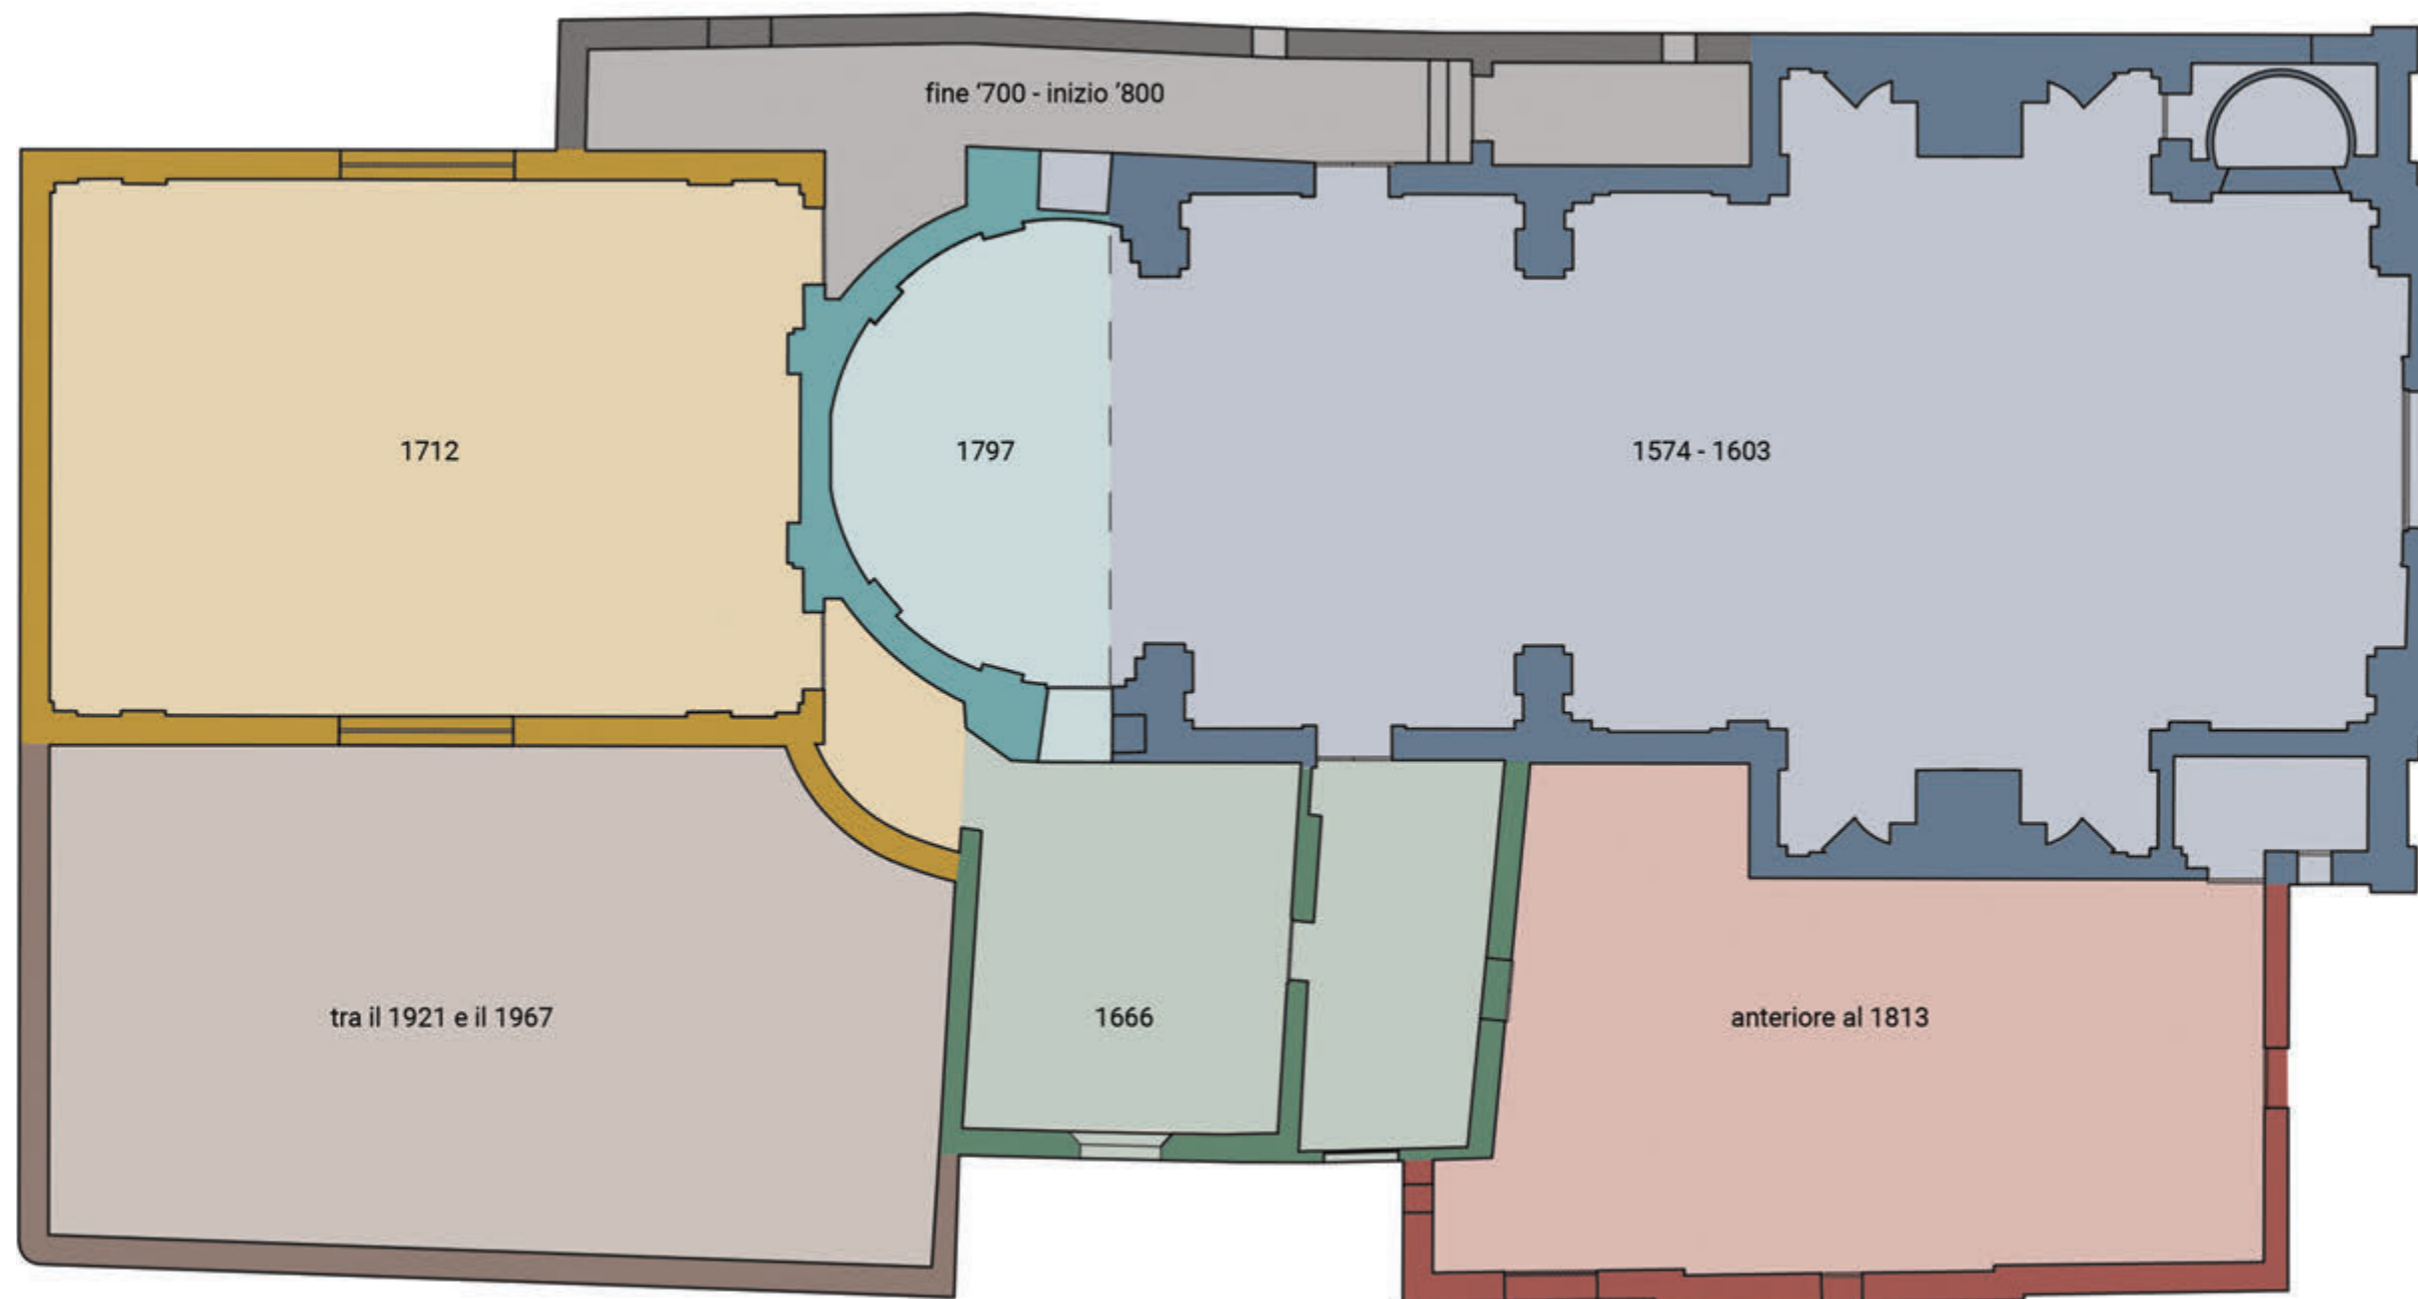 fine ‘700 - inizio ’800
1712
1797
1574 - 1603
tra il 1921 e il 1967
1666
anteriore al 1813